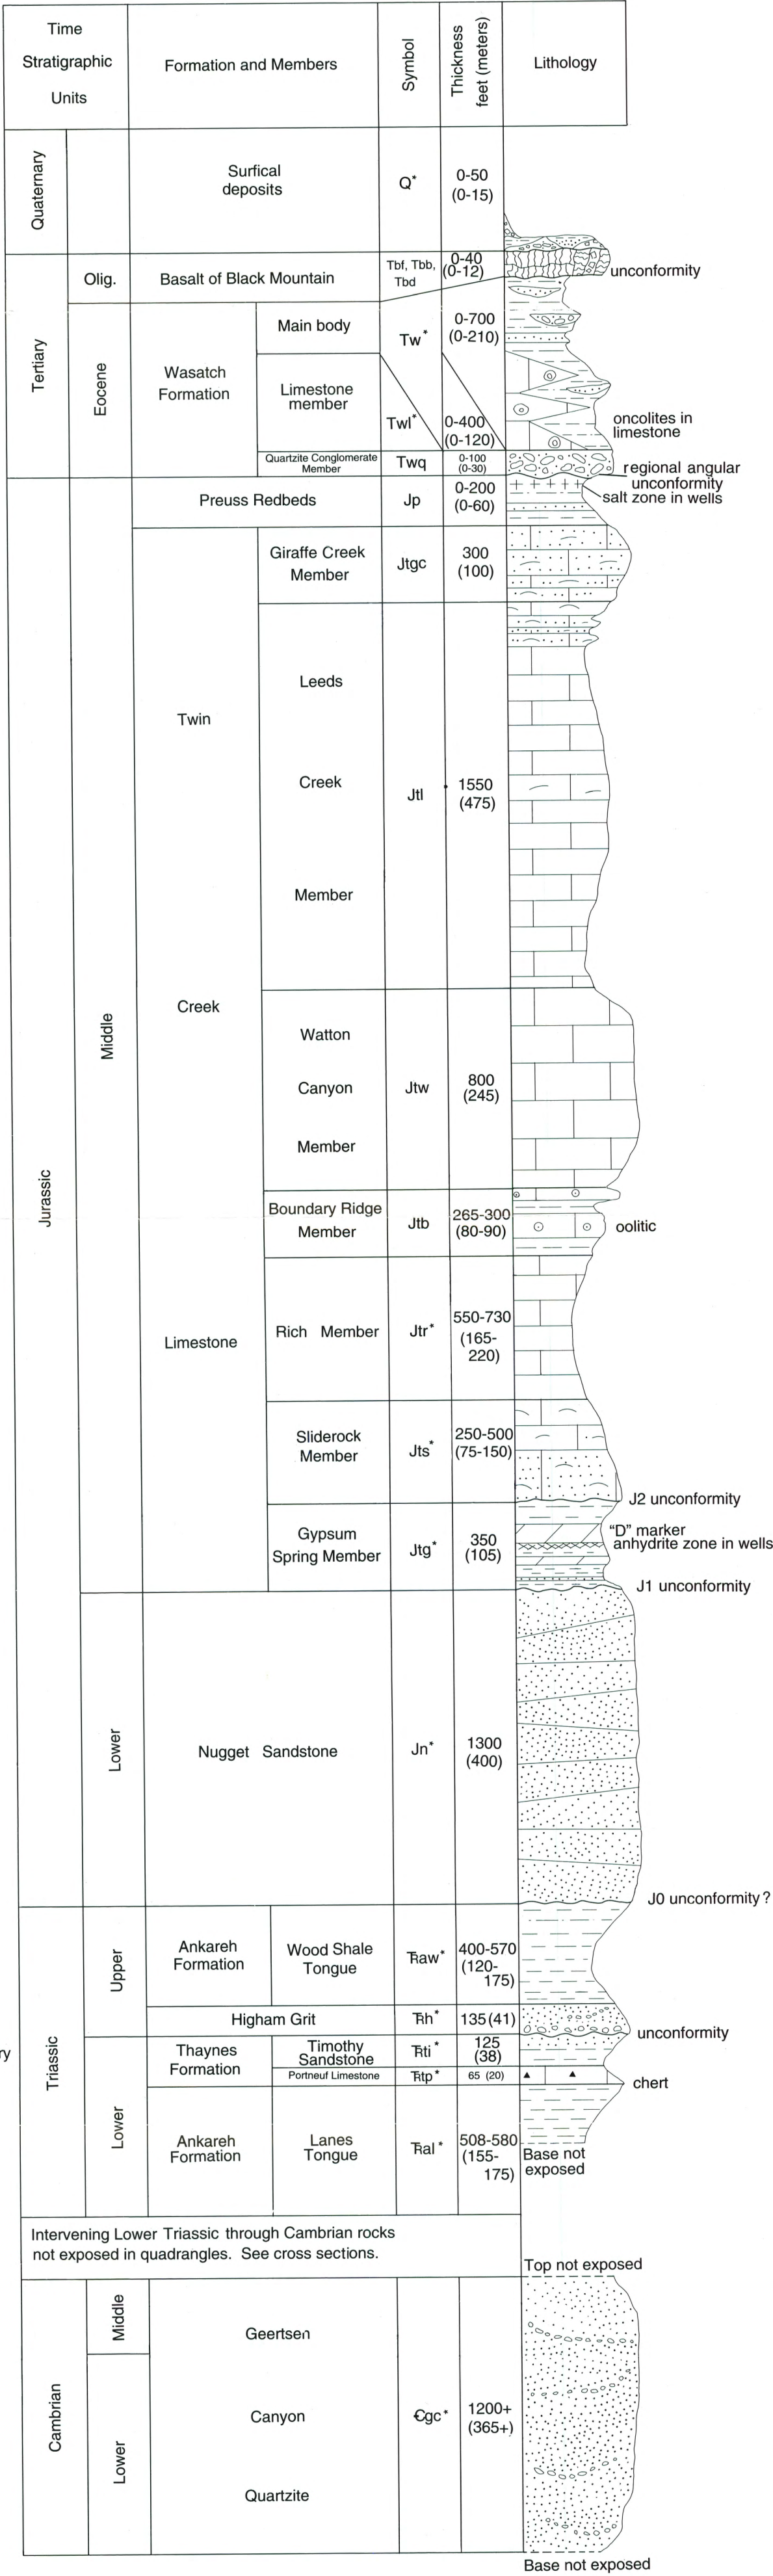 Time
Stratigraphic
Units
Formation and Members
Symbol
Thickness
feet (meters)
Lithology
Quaternary
Surfical
deposits
Q*
0-50
(0-15)
Tertiary
Olig.
Basalt of Black Mountain
Tbf, Tbb,
Tbd
0-40
(0-12)
unconformity
Eocene
Wasatch
Formation
Main body
Tw*
0-700
(0-210)
Limestone
member
Twl*
0-400
(0-120)
oncolites in
limestone
Quartzite Conglomerate
Member
Twq
0-100
(0-30)
regional angular
unconformity
salt zone in wells
Jurassic
Middle
Preuss Redbeds
Jp
0-200
(0-60)
Twin
Creek
Limestone
Giraffe Creek
Member
Jtgc
300
(100)
Leeds
Creek
Member
Jtl
1550
(475)
Watton
Canyon
Member
Jtw
800
(245)
Boundary Ridge
Member
Jtb
265-300
(80-90)
oolitic
Rich Member
Jtr*
550-730
(165-
220)
Sliderock
Member
Jts*
250-500
(75-150)
J2 unconformity
Gypsum
Spring Member
Jtg*
350
(105)
“D” marker
anhydrite zone in wells
J1 unconformity
Lower
Nugget Sandstone
Jn*
1300
(400)
J0 unconformity ?
Triassic
Upper
Ankareh
Formation
Wood Shale
Tongue
Ꞓaw*
400-570
(120-
175)
Higham Grit
Ŧh*
135 (41)
unconformity
ry
Lower
Thaynes
Formation
Timothy
Sandstone
Ŧti*
125
(38)
Portneuf Limestone
Ŧtp*
65 (20)
chert
Ankareh
Formation
Lanes
Tongue
Ŧal*
508-580
(155-
175)
Base not
exposed
Intervening Lower Triassic through Cambrian rocks
not exposed in quadrangles. See cross sections.
Top not exposed
Cambrian
Middle
Lower
Geertsen
Canyon
Quartzite
Ꞓgc*
1200+
(365+)
Base not exposed